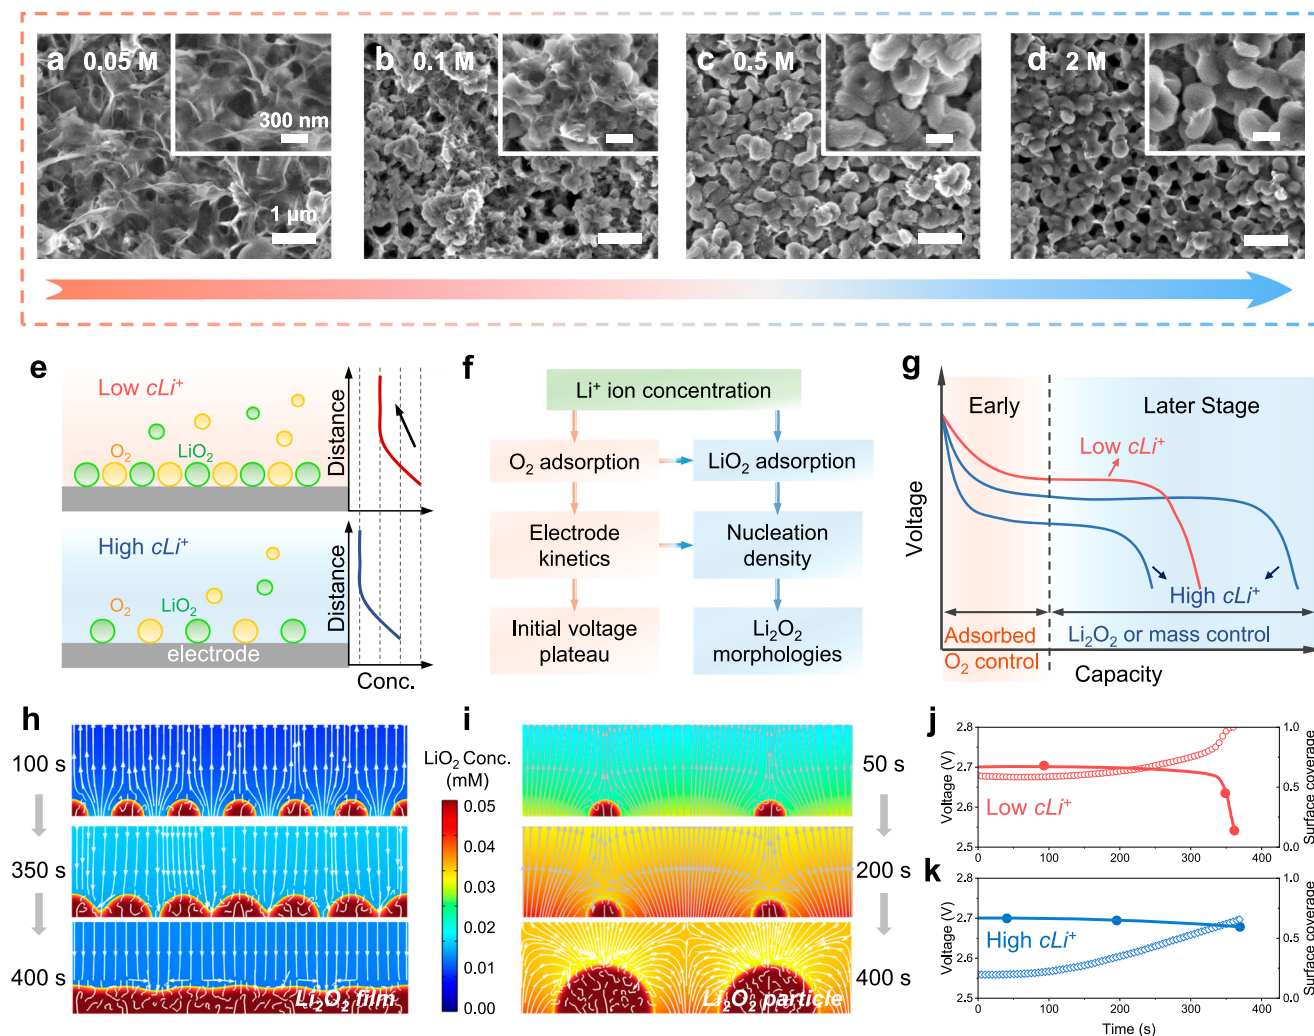 a 0.05 M
300 nm
1 µm
b 0.1 M
c 0.5 M
d 2 M
e
Low cLi⁺
O₂
LiO₂
Distance
High cLi⁺
O₂
LiO₂
electrode
Distance
Conc.
f
Li⁺ ion concentration
O₂ adsorption
LiO₂ adsorption
Electrode
kinetics
Nucleation
density
Initial voltage
plateau
Li₂O₂
morphologies
g
Early
Later Stage
Low cLi⁺
High cLi⁺
Voltage
Adsorbed
O₂ control
Li₂O₂ or mass control
Capacity
h
100 s
350 s
400 s
Li₂O₂ film
LiO₂ Conc.
(mM)
0.05
0.04
0.03
0.02
0.01
0.00
i
50 s
200 s
400 s
Li₂O₂ particle
j
2.8
2.7
2.6
2.5
Voltage (V)
Low cLi⁺
1.0
0.5
0.0
Surface coverage
0
100
200
300
400
k
2.8
2.7
2.6
2.5
Voltage (V)
High cLi⁺
1.0
0.5
0.0
Surface coverage
0
100
200
300
400
Time (s)